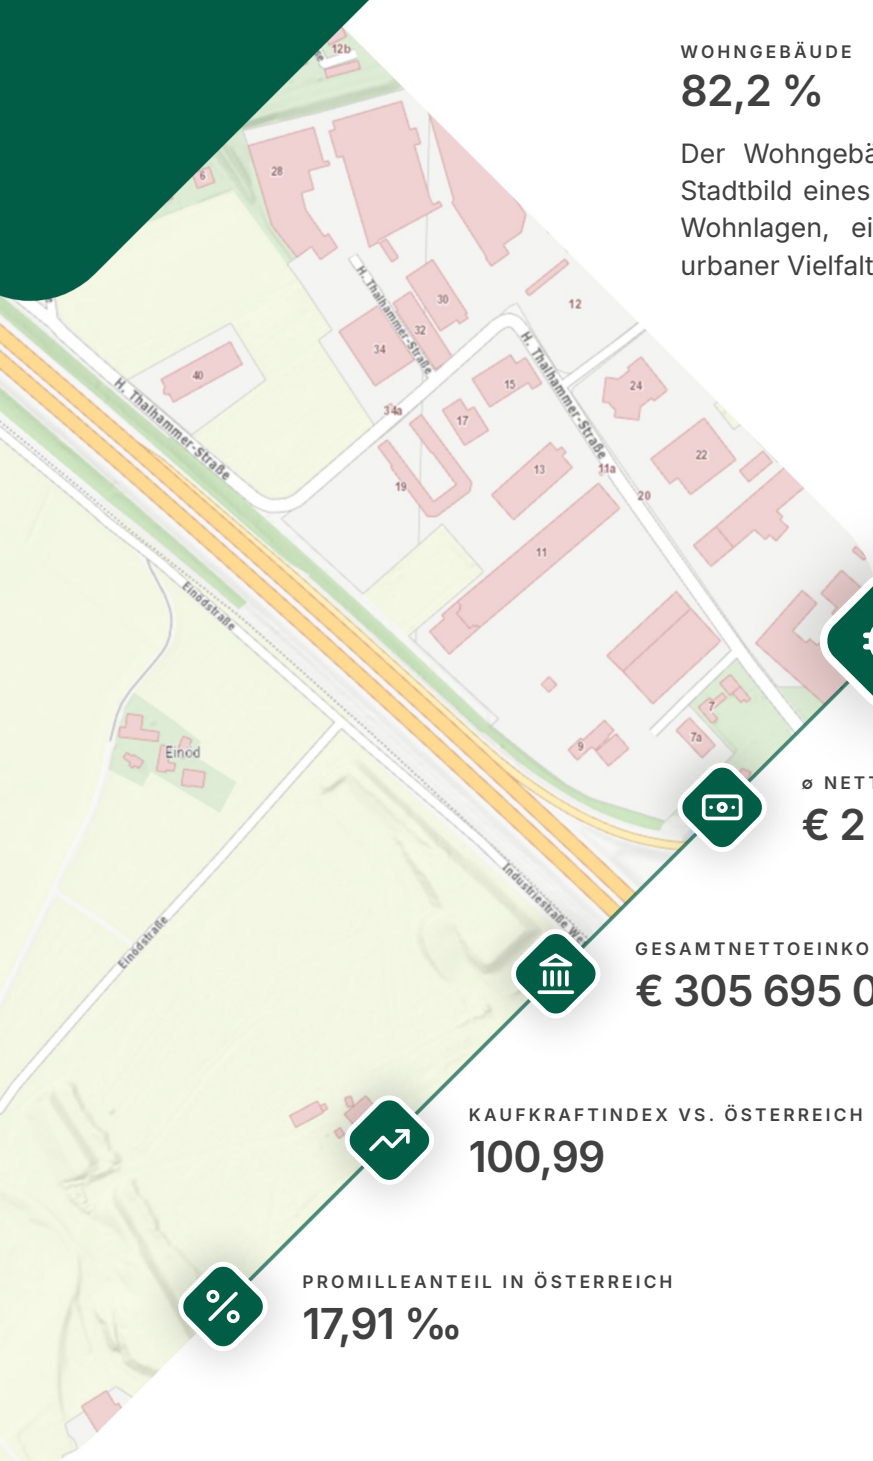 WOHNGEBÄUDE
82,2 %
Der Wohngebä
Stadtbild eines
Wohnlagen, ei
urbaner Vielfalt
12b
6
28
H. Thalhammer-Straße
30
32
34
12
40
H. Thalhammer-Straße
34a
15
17
H. Thalhammer-Straße
24
19
13
11a
22
20
11
Einödstraße
Einöd
7
7a
9
ø NETT
€ 2
Industriestraße We
Einödstraße
GESAMTNETTOEINKO
€ 305 695 0
KAUFKRAFTINDEX VS. ÖSTERREICH
100,99
PROMILLEANTEIL IN ÖSTERREICH
17,91 ‰